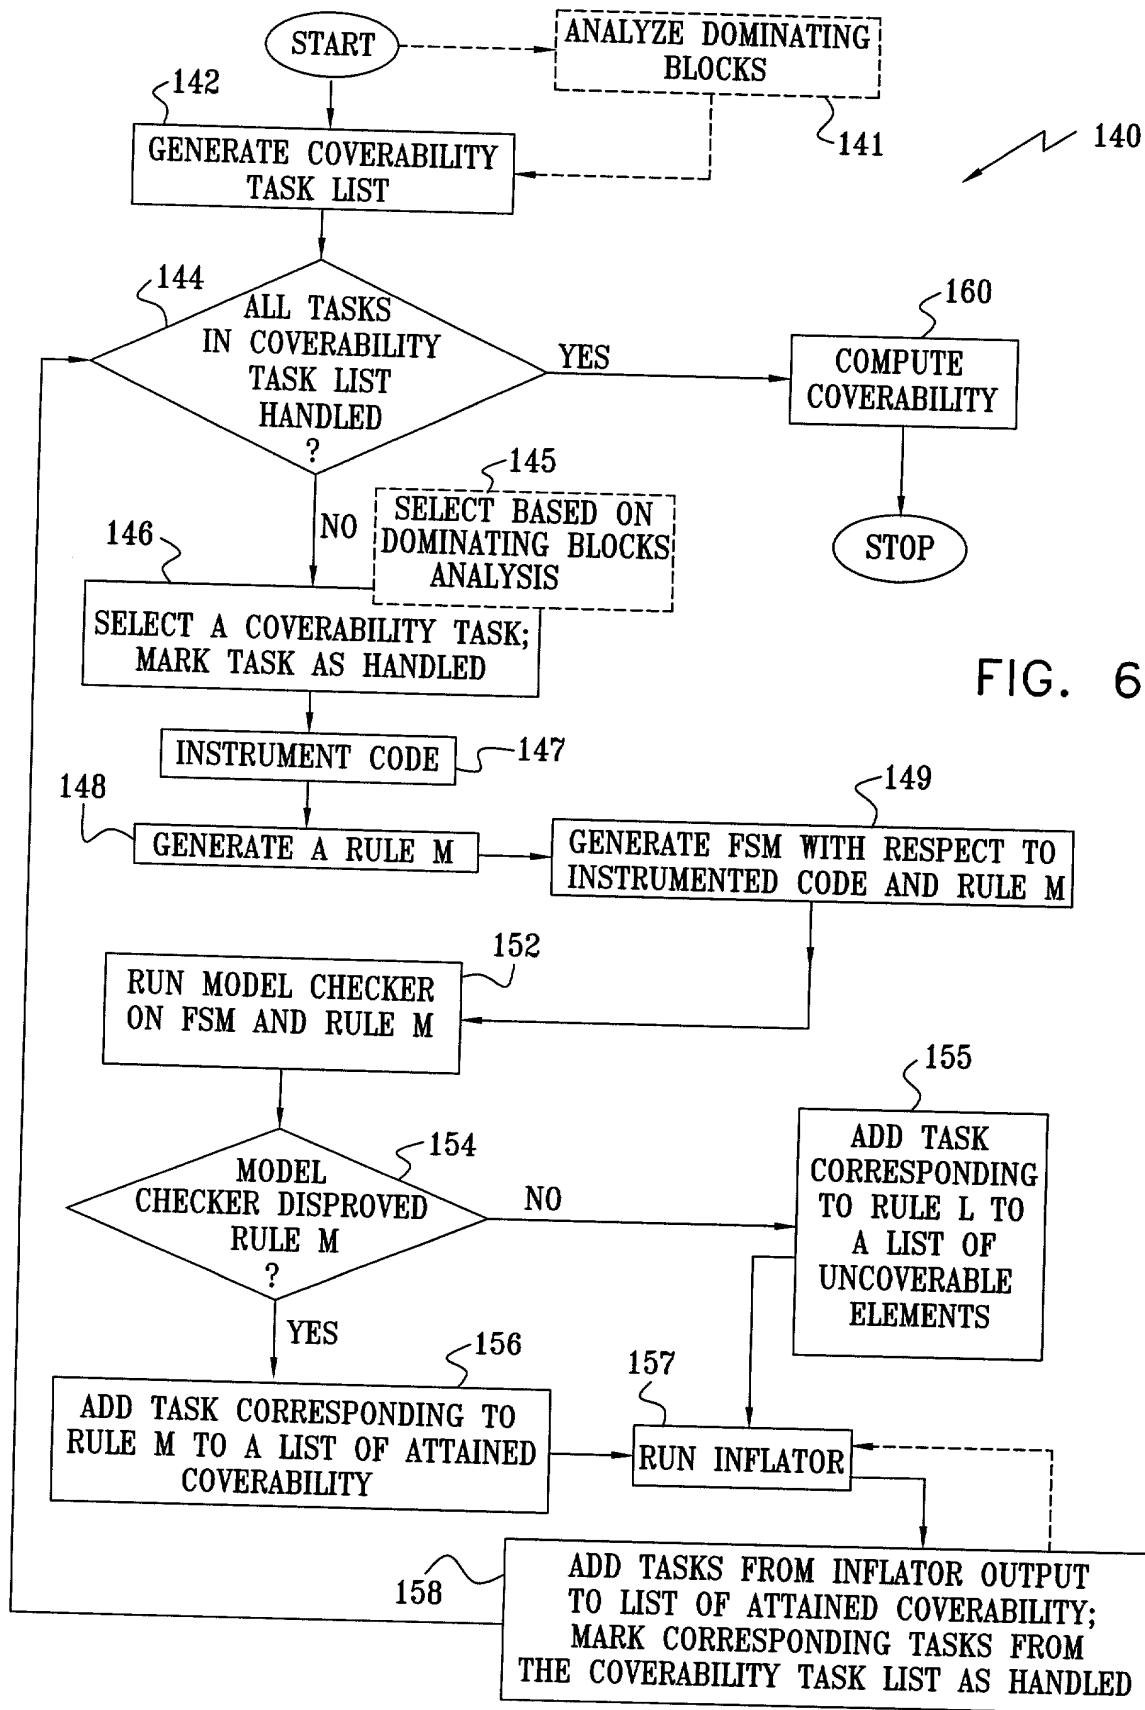 START
ANALYZE DOMINATING
BLOCKS
141
142
140
GENERATE COVERABILITY
TASK LIST
144
ALL TASKS
IN COVERABILITY
TASK LIST
HANDLED
?
YES
160
COMPUTE
COVERABILITY
STOP
NO
145
SELECT BASED ON
DOMINATING BLOCKS
ANALYSIS
146
SELECT A COVERABILITY TASK;
MARK TASK AS HANDLED
FIG. 6
INSTRUMENT CODE
147
148
GENERATE A RULE M
149
GENERATE FSM WITH RESPECT TO
INSTRUMENTED CODE AND RULE M
152
RUN MODEL CHECKER
ON FSM AND RULE M
154
MODEL
CHECKER DISPROVED
RULE M
?
NO
155
ADD TASK
CORRESPONDING
TO RULE L TO
A LIST OF
UNCOVERABLE
ELEMENTS
YES
156
ADD TASK CORRESPONDING TO
RULE M TO A LIST OF ATTAINED
COVERABILITY
157
RUN INFLATOR
158
ADD TASKS FROM INFLATOR OUTPUT
TO LIST OF ATTAINED COVERABILITY;
MARK CORRESPONDING TASKS FROM
THE COVERABILITY TASK LIST AS HANDLED